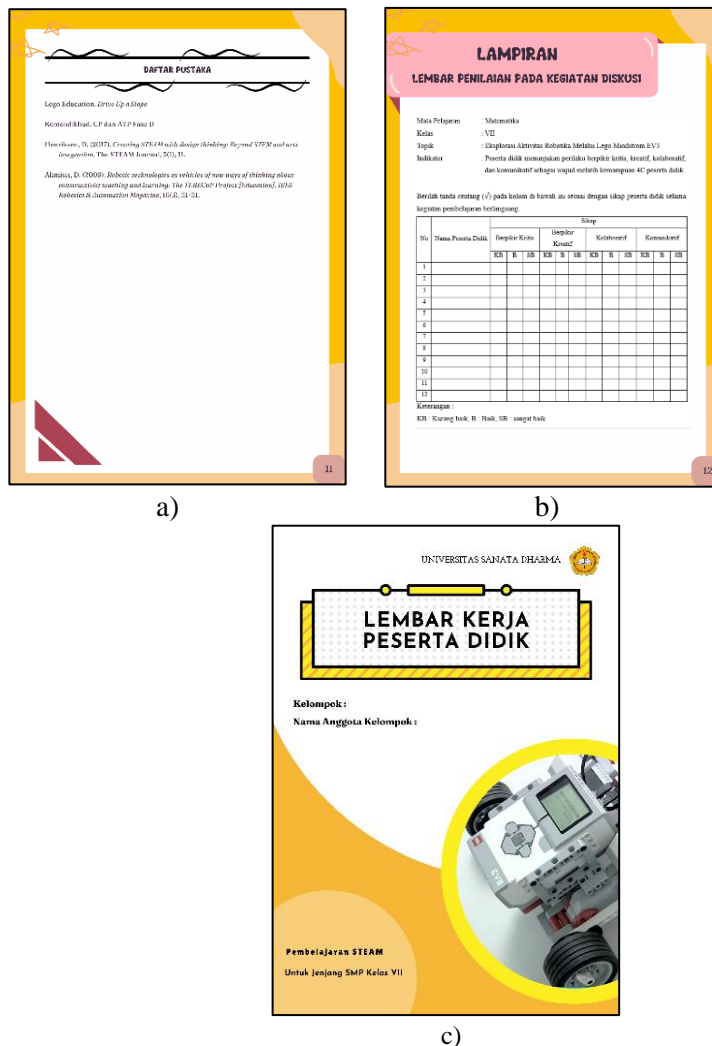 DAFTAR PUSTAKA
Lego Education. Drive Up a Slope
Kemendikbud. CP dan ATP Fase D
Henriksen, D. (2017). Creating STEAM with design thinking: Beyond STEM and arts
integration. The STEAM Journal, 3(1), 11.
Alimisis, D. (2009). Robotic technologies as vehicles of new ways of thinking about
constructivist teaching and learning: The TERECoP Project [Education]. IEEE
Robotics & Automation Magazine, 16(3), 21-21.
11
a)
LAMPIRAN
LEMBAR PENILAIAN PADA KEGIATAN DISKUSI
Mata Pelajaran : Matematika
Kelas : VII
Topik : Eksplorasi Aktivitas Robotika Melalui Lego Mindstrom EV3
Indikator : Peserta didik menunjukan perilaku berpikir kritis, kreatif, kolaboratif,
dan komunikatif sebagai wujud melatih kemampuan 4C peserta didik
Berilah tanda centang (√) pada kolom di bawah ini sesuai dengan sikap peserta didik selama
kegiatan pembelajaran berlangsung.
Sikap
No Nama Peserta Didik Berpikir Kritis Berpikir Kreatif Kolaboratif Komunikatif
KB B SB KB B SB KB B SB KB B SB
1
2
3
4
5
6
7
8
9
10
11
12
Keterangan :
KB : Kurang baik, B : Baik, SB : sangat baik
12
b)
UNIVERSITAS SANATA DHARMA
LEMBAR KERJA
PESERTA DIDIK
Kelompok :
Nama Anggota Kelompok :
EV3
Pembelajaran STEAM
Untuk Jenjang SMP Kelas VII
c)